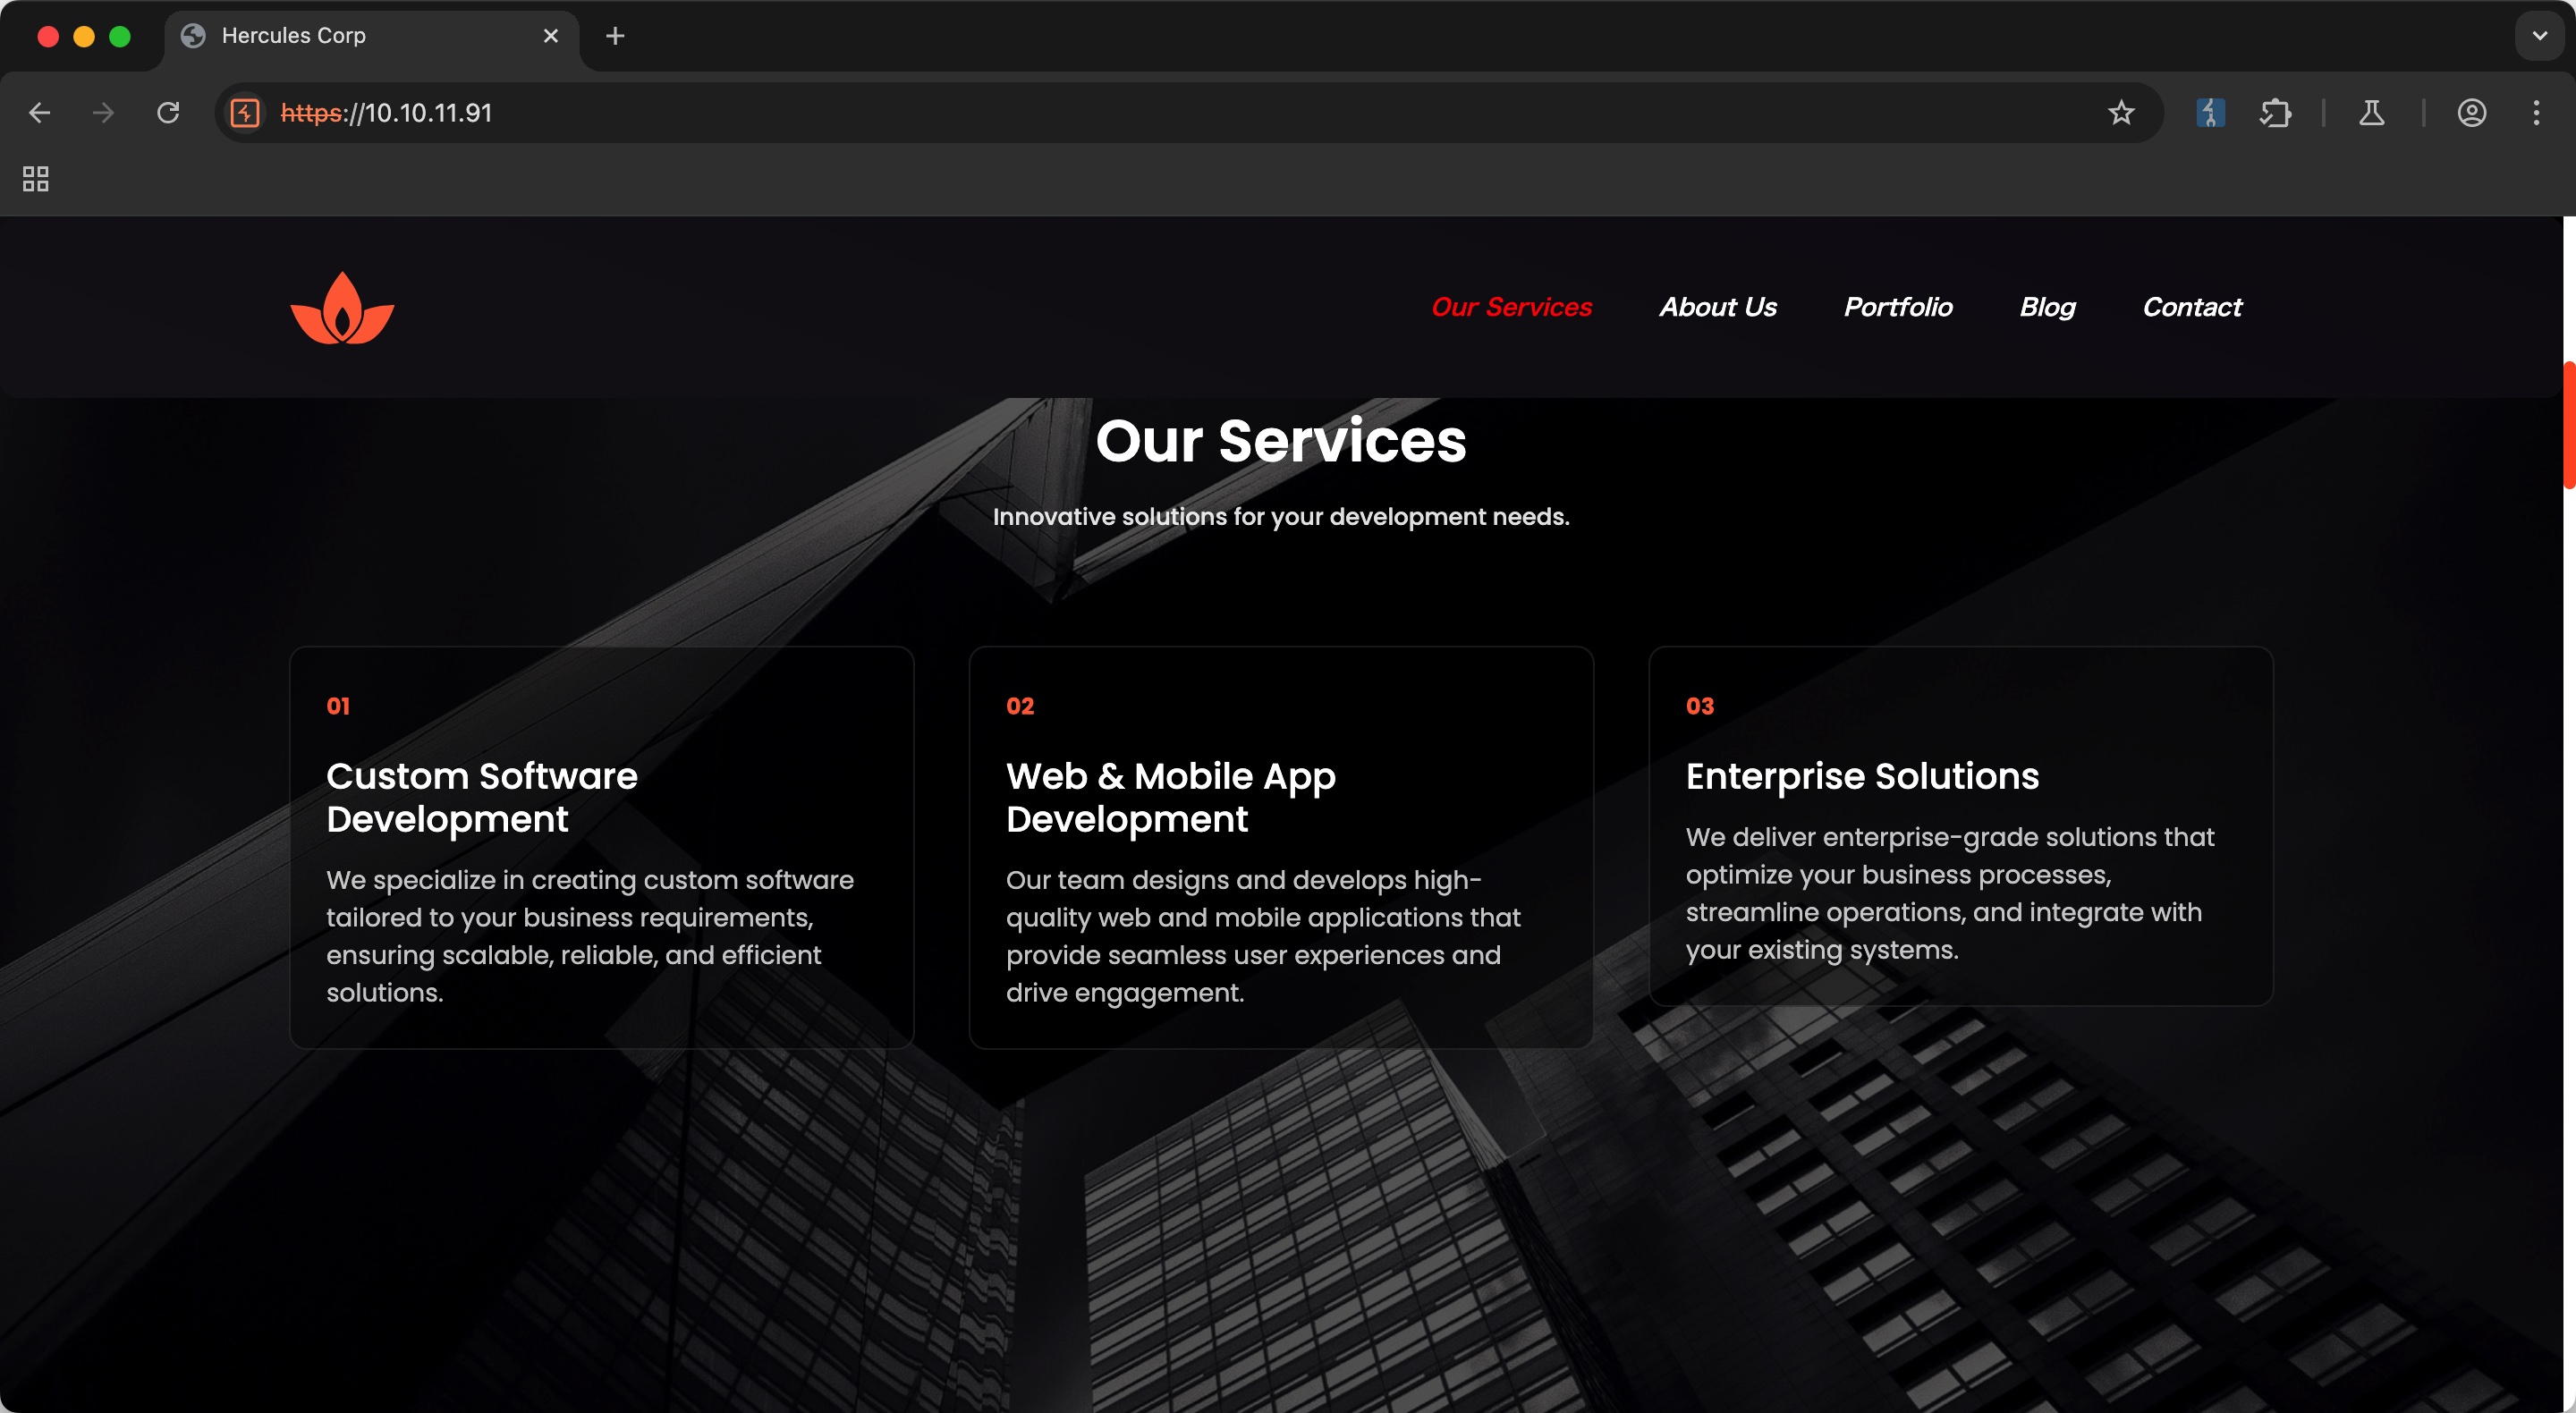 Hercules Corp
https://10.10.11.91
Our Services
About Us
Portfolio
Blog
Contact
Our Services
Innovative solutions for your development needs.
01
Custom Software
Development
We specialize in creating custom software
tailored to your business requirements,
ensuring scalable, reliable, and efficient
solutions.
02
Web & Mobile App
Development
Our team designs and develops high-
quality web and mobile applications that
provide seamless user experiences and
drive engagement.
03
Enterprise Solutions
We deliver enterprise-grade solutions that
optimize your business processes,
streamline operations, and integrate with
your existing systems.